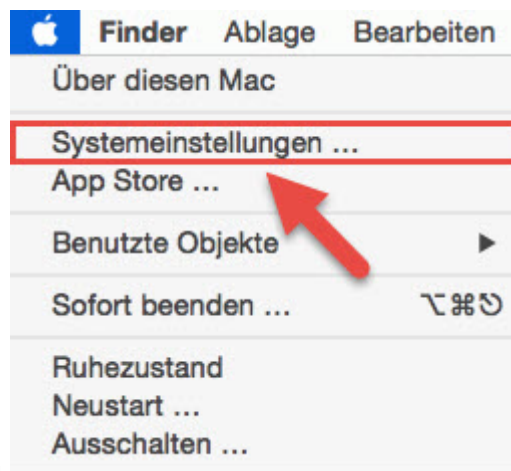 Finder Ablage Bearbeiten
Über diesen Mac
Systemeinstellungen ...
App Store ...
Benutzte Objekte ▶
Sofort beenden ... ⌥⌘⎋
Ruhezustand
Neustart ...
Ausschalten ...